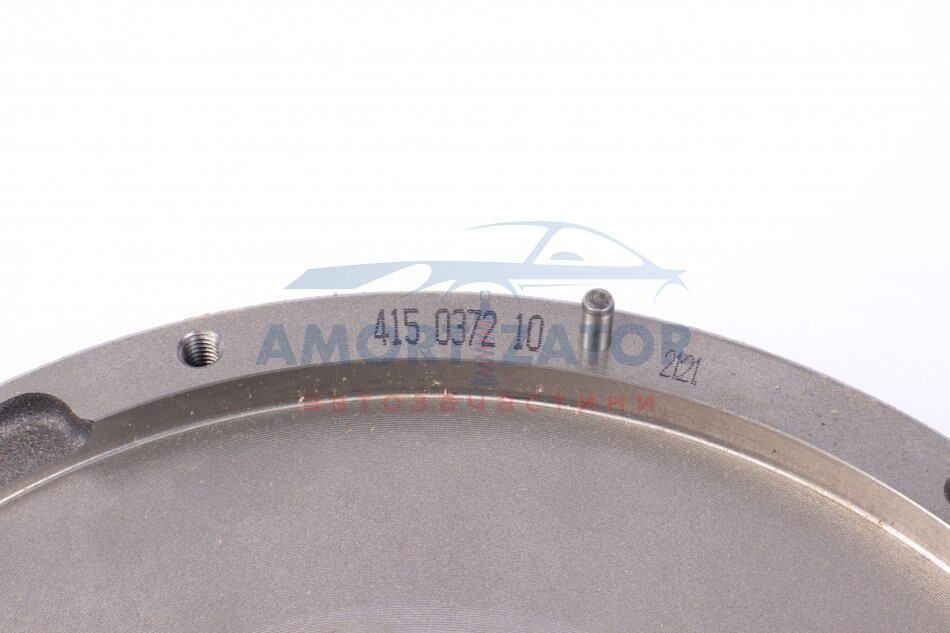 415 0372 10
2121
AMORTIZATOR
автозапчастини